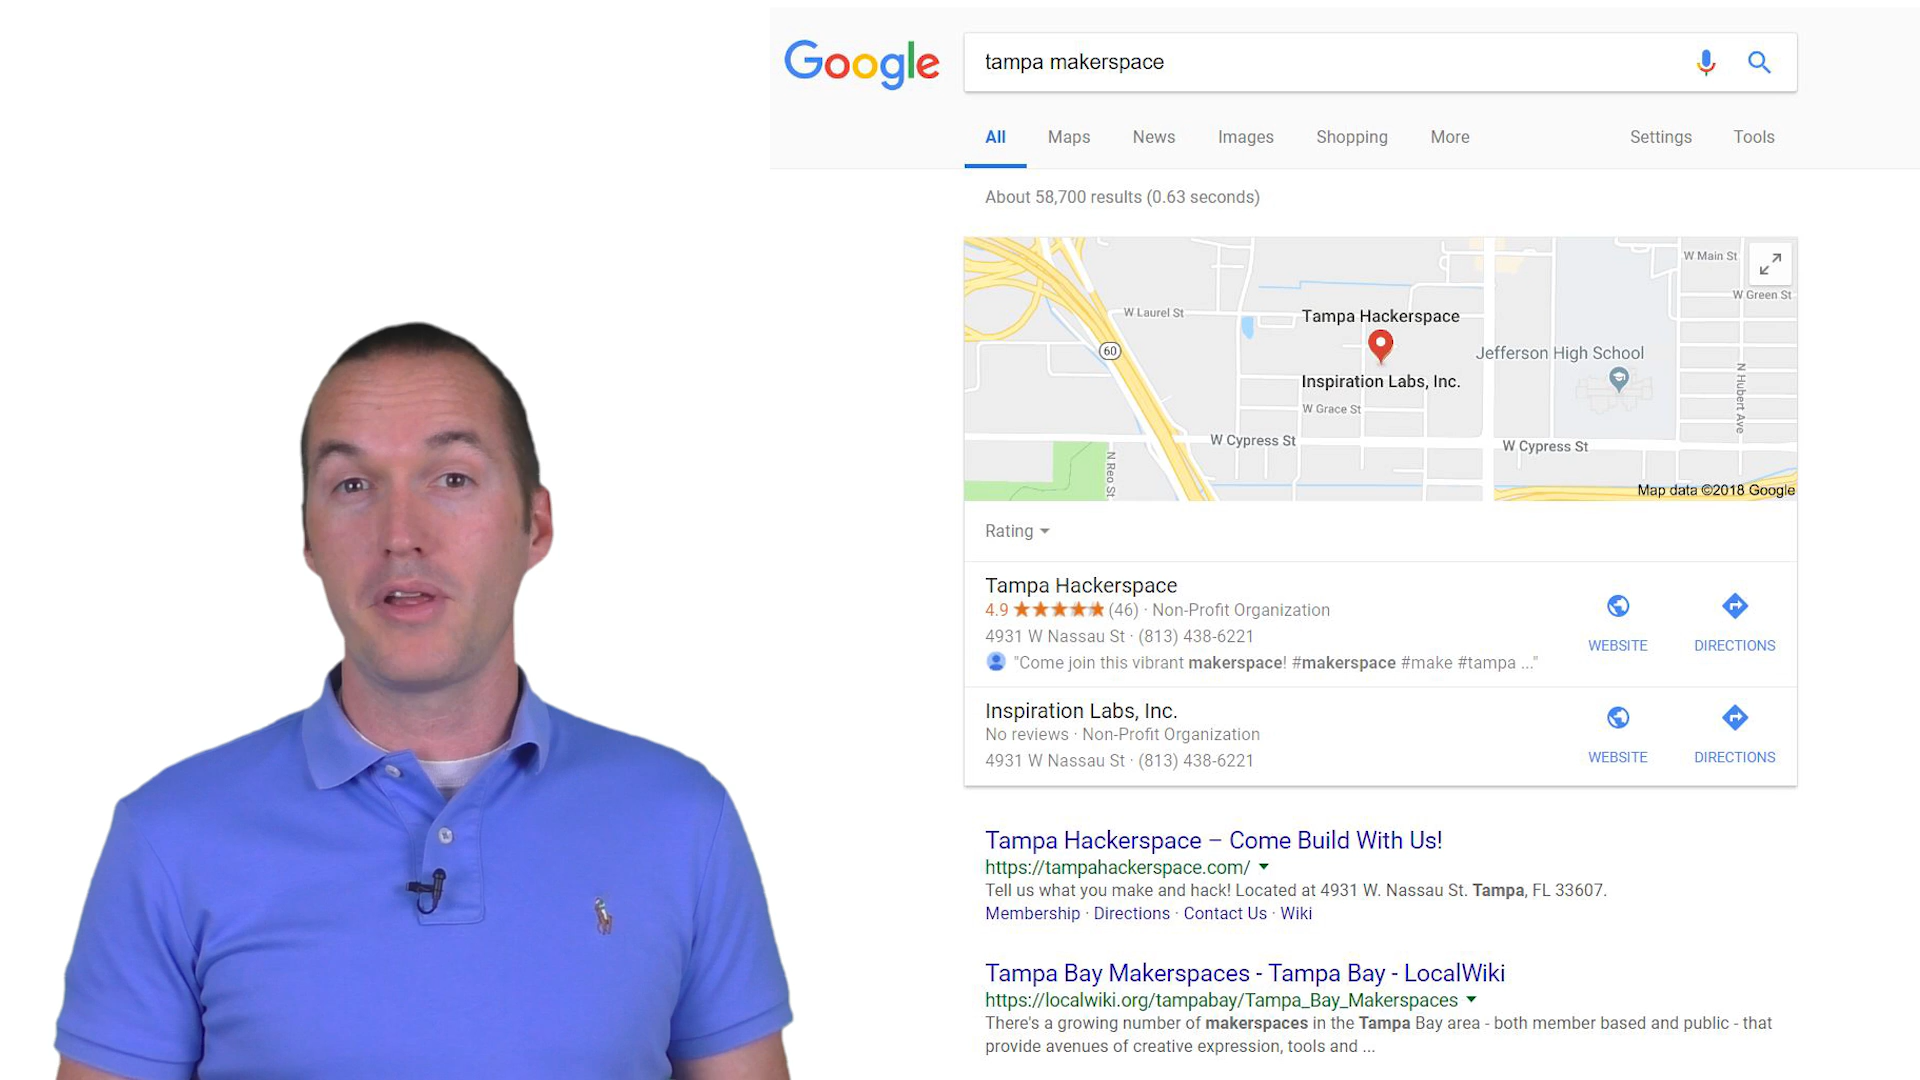 Google
tampa makerspace
All Maps News Images Shopping More Settings Tools
About 58,700 results (0.63 seconds)
W Main St
W Green St
W Laurel St
Tampa Hackerspace
60
Jefferson High School
Inspiration Labs, Inc.
N Hubert Ave
W Grace St
W Cypress St
W Cypress St
N Reo St
Map data ©2018 Google
Rating
Tampa Hackerspace
4.9 (46) · Non-Profit Organization
4931 W Nassau St · (813) 438-6221
"Come join this vibrant makerspace! #makerspace #make #tampa ..."
WEBSITE DIRECTIONS
Inspiration Labs, Inc.
No reviews · Non-Profit Organization
4931 W Nassau St · (813) 438-6221
WEBSITE DIRECTIONS
Tampa Hackerspace – Come Build With Us!
https://tampahackerspace.com/
Tell us what you make and hack! Located at 4931 W. Nassau St. Tampa, FL 33607.
Membership · Directions · Contact Us · Wiki
Tampa Bay Makerspaces - Tampa Bay - LocalWiki
https://localwiki.org/tampabay/Tampa_Bay_Makerspaces
There's a growing number of makerspaces in the Tampa Bay area - both member based and public - that
provide avenues of creative expression, tools and ...